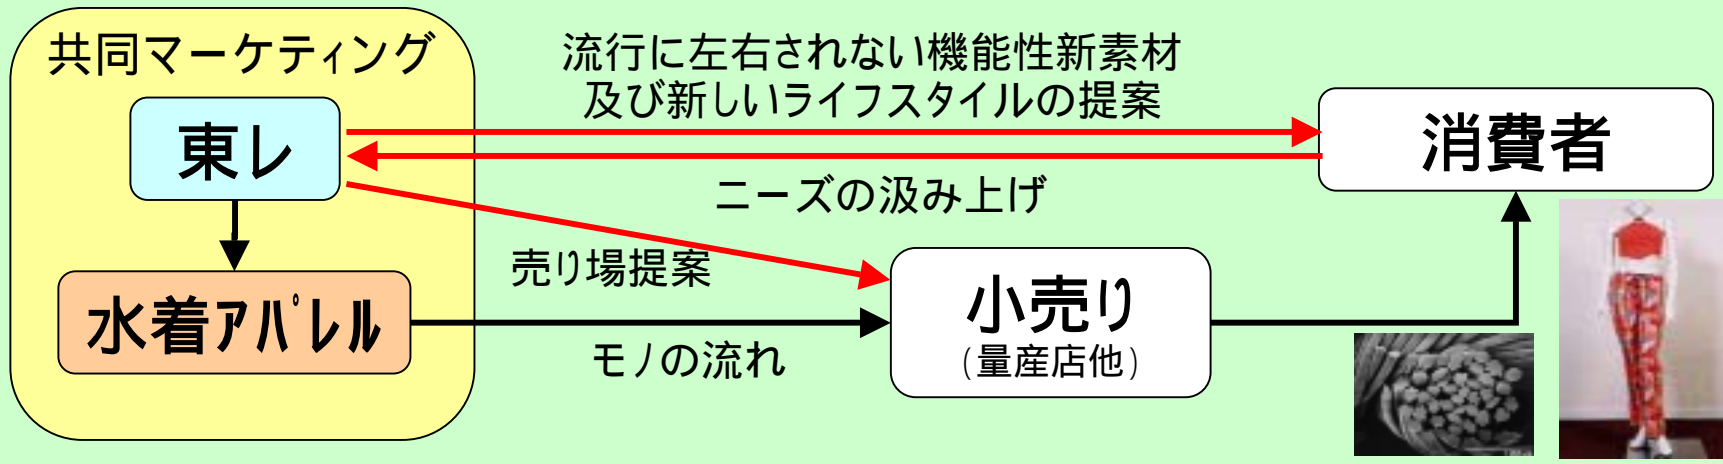 共同マーケティング
流行に左右されない機能性新素材
及び新しいライフスタイルの提案
東レ
消費者
ニーズの汲み上げ
売り場提案
水着ｱﾊﾟﾚﾙ
小売り
(量産店他)
モノの流れ